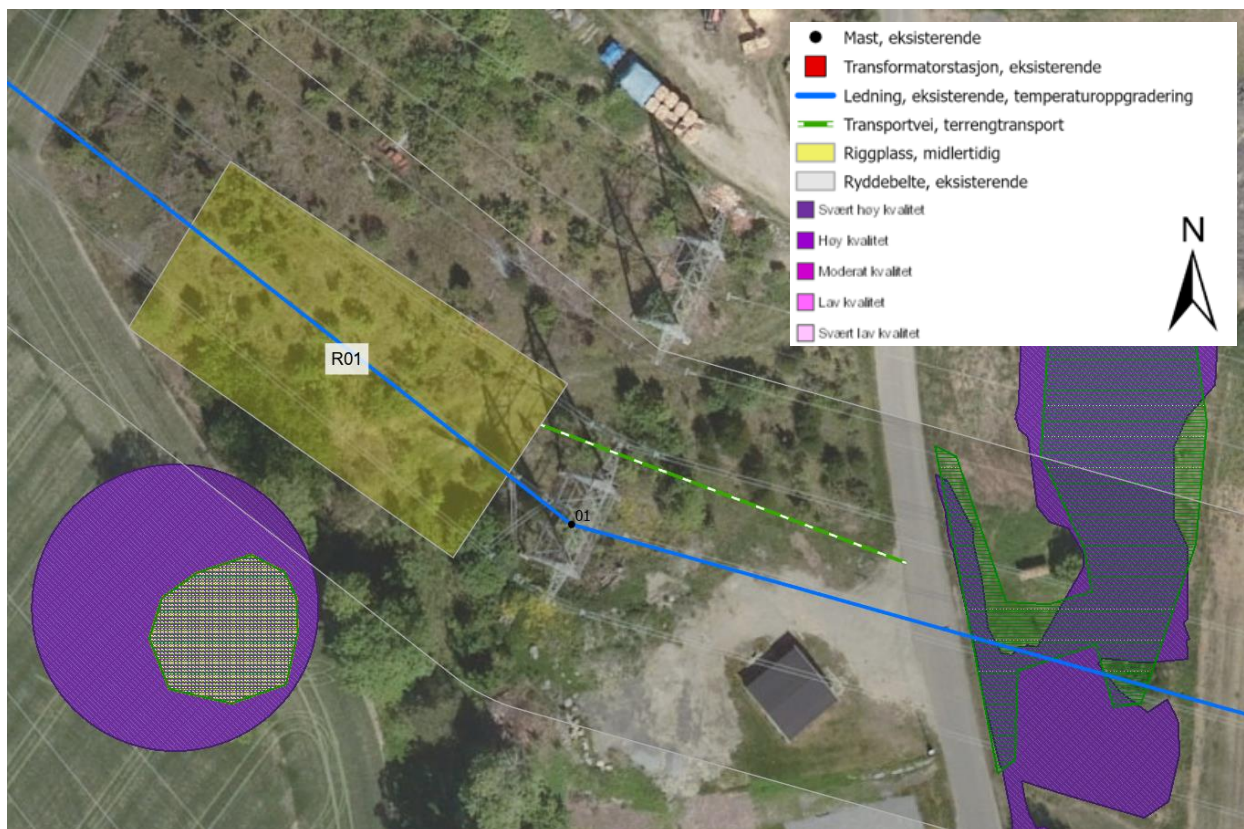 Mast, eksisterende
Transformatorstasjon, eksisterende
Ledning, eksisterende, temperaturoppgradering
Transportvei, terrengtransport
Riggplass, midlertidig
Ryddebelte, eksisterende
Svært høy kvalitet
Høy kvalitet
Moderat kvalitet
Lav kvalitet
Svært lav kvalitet
N
R01
01